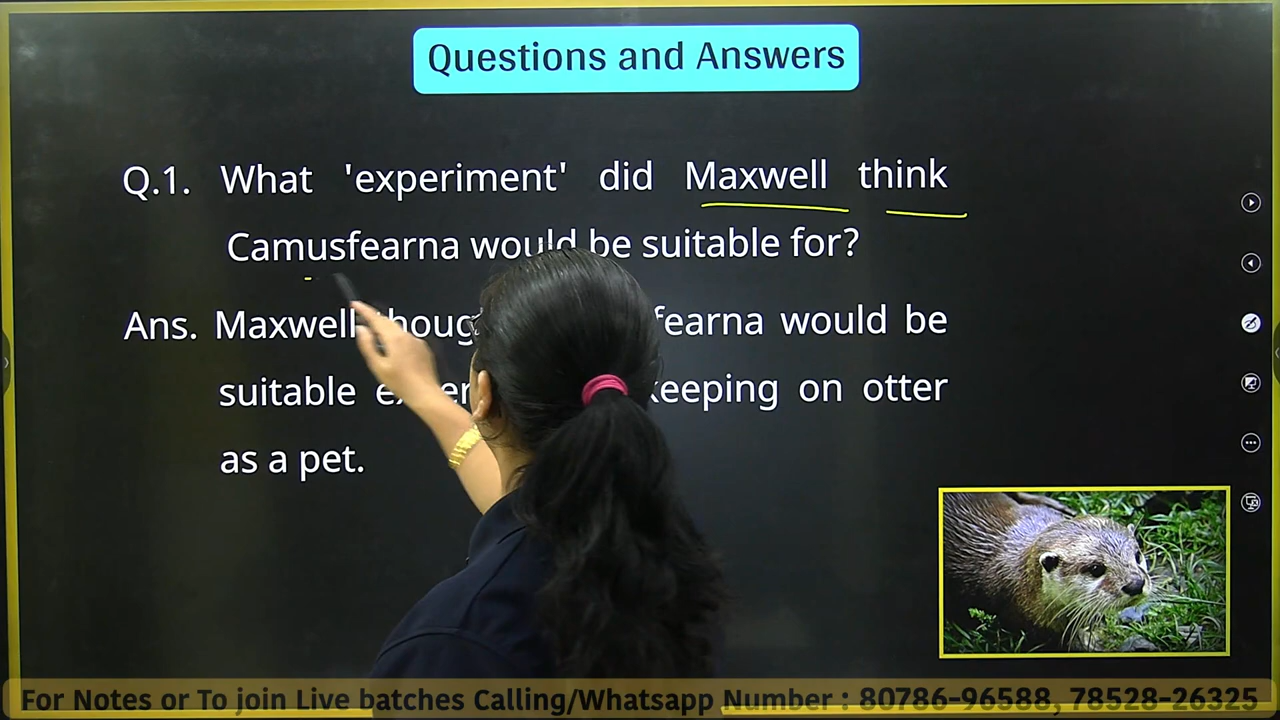 Questions and Answers
Q.1. What 'experiment' did Maxwell think
Camusfearna would be suitable for?
Ans. Maxwell fearna would be
suitable keeping on otter
as a pet.
For Notes or To join Live batches Calling/Whatsapp Number : 80786-96588, 78528-26325